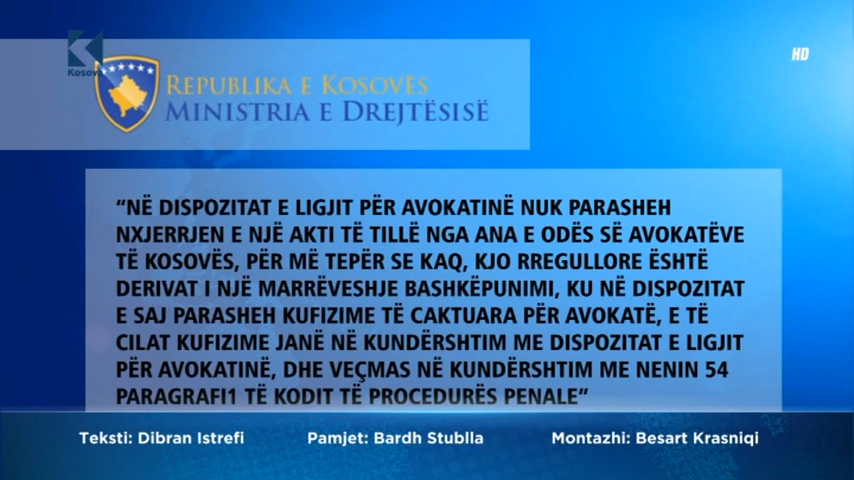 HD
Kosova
REPUBLIKA E KOSOVËS
MINISTRIA E DREJTËSISË
“NË DISPOZITAT E LIGJIT PËR AVOKATINË NUK PARASHEH
NXJERRJEN E NJË AKTI TË TILLË NGA ANA E ODËS SË AVOKATËVE
TË KOSOVËS, PËR MË TEPËR SE KAQ, KJO RREGULLORE ËSHTË
DERIVAT I NJË MARRËVESHJE BASHKËPUNIMI, KU NË DISPOZITAT
E SAJ PARASHEH KUFIZIME TË CAKTUARA PËR AVOKATË, E TË
CILAT KUFIZIME JANË NË KUNDËRSHTIM ME DISPOZITAT E LIGJIT
PËR AVOKATINË, DHE VEÇMAS NË KUNDËRSHTIM ME NENIN 54
PARAGRAFI1 TË KODIT TË PROCEDURËS PENALE”
Teksti: Dibran Istrefi Pamjet: Bardh Stublla Montazhi: Besart Krasniqi